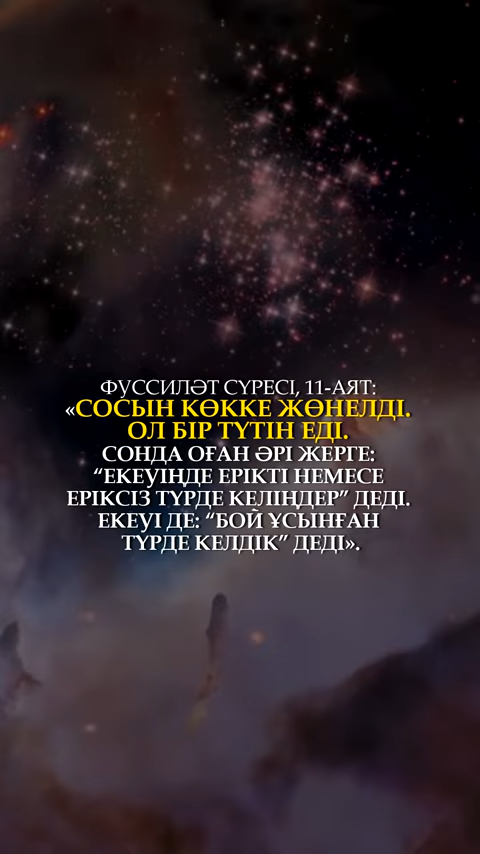 ФУССИЛӘТ СҮРЕСІ, 11-АЯТ:
«СОСЫН КӨККЕ ЖӨНЕЛДІ.
ОЛ БІР ТҮТІН ЕДІ.
СОНДА ОҒАН ӘРІ ЖЕРГЕ:
“ЕКЕУІҢДЕ ЕРІКТІ НЕМЕСЕ
ЕРІКСІЗ ТҮРДЕ КЕЛІҢДЕР” ДЕДІ.
ЕКЕУІ ДЕ: “БОЙ ҰСЫНҒАН
ТҮРДЕ КЕЛДІК” ДЕДІ».